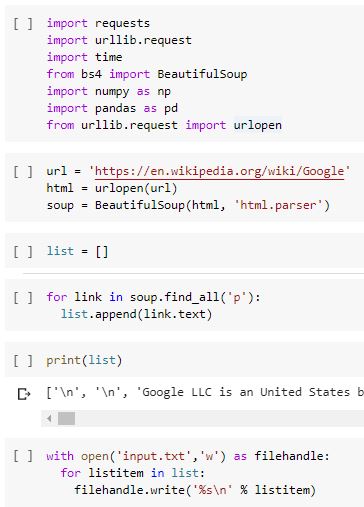 [ ] import requests
import urllib.request
import time
from bs4 import BeautifulSoup
import numpy as np
import pandas as pd
from urllib.request import urlopen
[ ] url = 'https://en.wikipedia.org/wiki/Google'
html = urlopen(url)
soup = BeautifulSoup(html, 'html.parser')
[ ] list = []
[ ] for link in soup.find_all('p'):
list.append(link.text)
[ ] print(list)
['\n', '\n', 'Google LLC is an United States b
[ ] with open('input.txt','w') as filehandle:
for listitem in list:
filehandle.write('%s\n' % listitem)